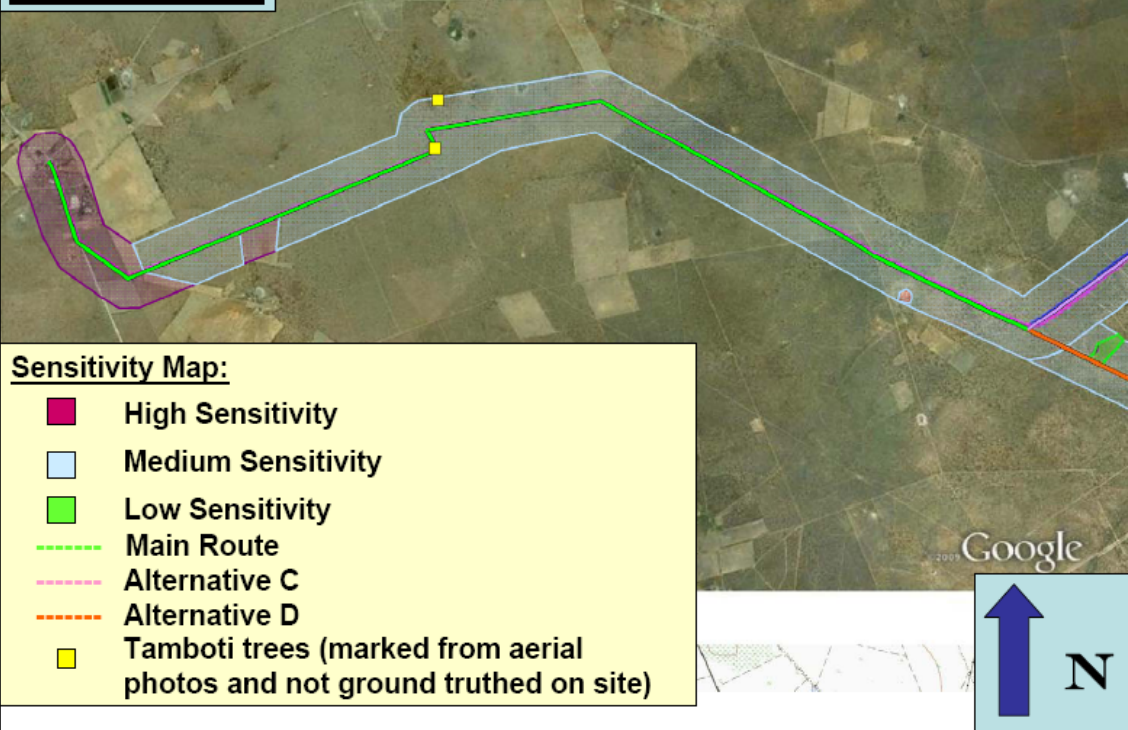 Sensitivity Map:
High Sensitivity
Medium Sensitivity
Low Sensitivity
Main Route
Alternative C
Alternative D
Tamboti trees (marked from aerial
photos and not ground truthed on site)
©2009 Google
N